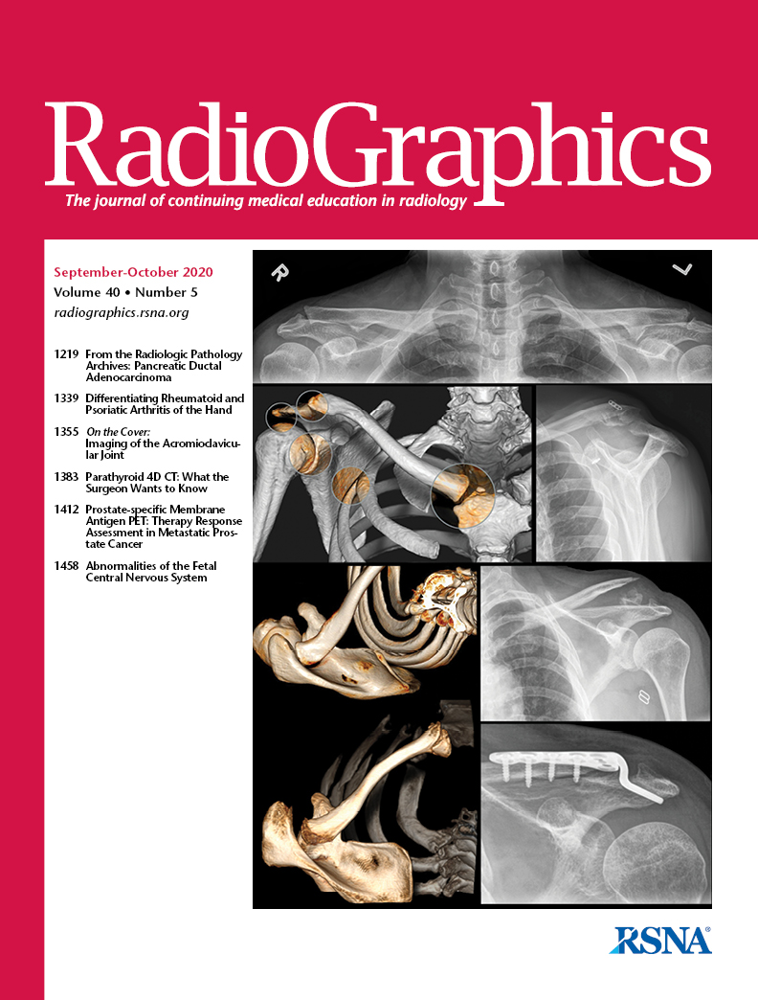 RadioGraphics
The journal of continuing medical education in radiology
September-October 2020
Volume 40 • Number 5
radiographics.rsna.org
1219 From the Radiologic Pathology
Archives: Pancreatic Ductal
Adenocarcinoma
1339 Differentiating Rheumatoid and
Psoriatic Arthritis of the Hand
1355 On the Cover:
Imaging of the Acromioclavicu-
lar Joint
1383 Parathyroid 4D CT: What the
Surgeon Wants to Know
1412 Prostate-specific Membrane
Antigen PET: Therapy Response
Assessment in Metastatic Pros-
tate Cancer
1458 Abnormalities of the Fetal
Central Nervous System
R
L
RSNA®